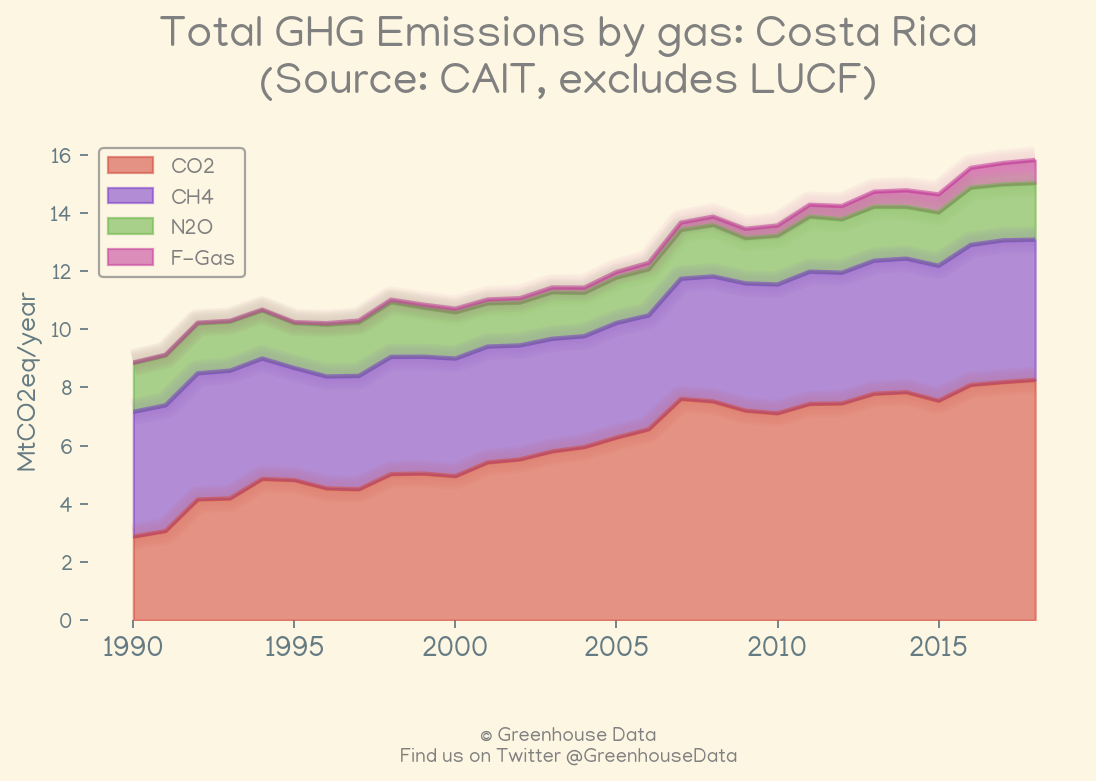 Total GHG Emissions by gas: Costa Rica
(Source: CAIT, excludes LUCF)
16
14
12
10
8
6
4
2
0
MtCO2eq/year
CO2
CH4
N2O
F-Gas
1990 1995 2000 2005 2010 2015
© Greenhouse Data
Find us on Twitter @GreenhouseData